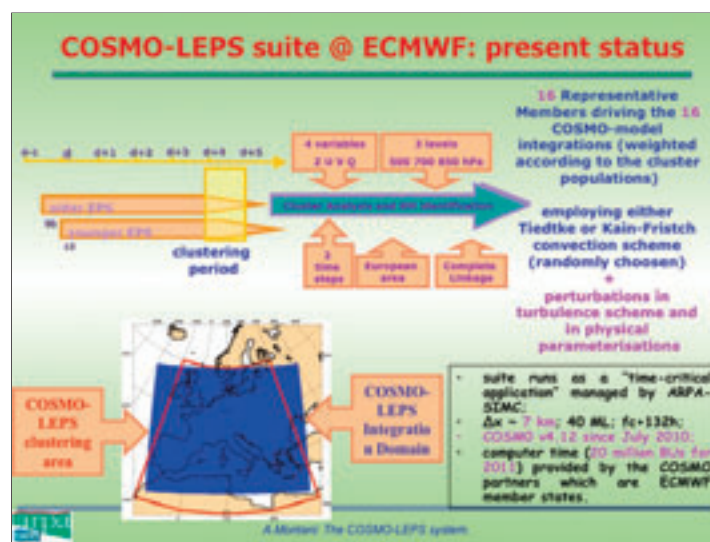 COSMO-LEPS suite @ ECMWF: present status
16 Representative
Members driving the 16
COSMO-model
integrations (weighted
according to the cluster
populations)
employing either
Tiedtke or Kain-Fristch
convection scheme
(randomly choosen)
+
perturbations in
turbulence scheme and
in physical
parameterisations
d
d+1
d+2
d+3
d+4
d+5
4 variables
Z U V Q
3 levels
500 700 850 hPa
older EPS
younger EPS
clustering
period
Cluster Analysis and RM identification
2
time
steps
European
area
Complete
Linkage
COSMO-
LEPS
clustering
area
COSMO-
LEPS
Integratio
n Domain
• suite runs as a "time-critical
application" managed by ARPA-
SIMC;
• Δx ~ 7 km; 40 ML; fc+132h;
• COSMO v4.12 since July 2010;
• computer time (20 million BUs for
2011) provided by the COSMO
partners which are ECMWF
member states.
A Montani The COSMO-LEPS system